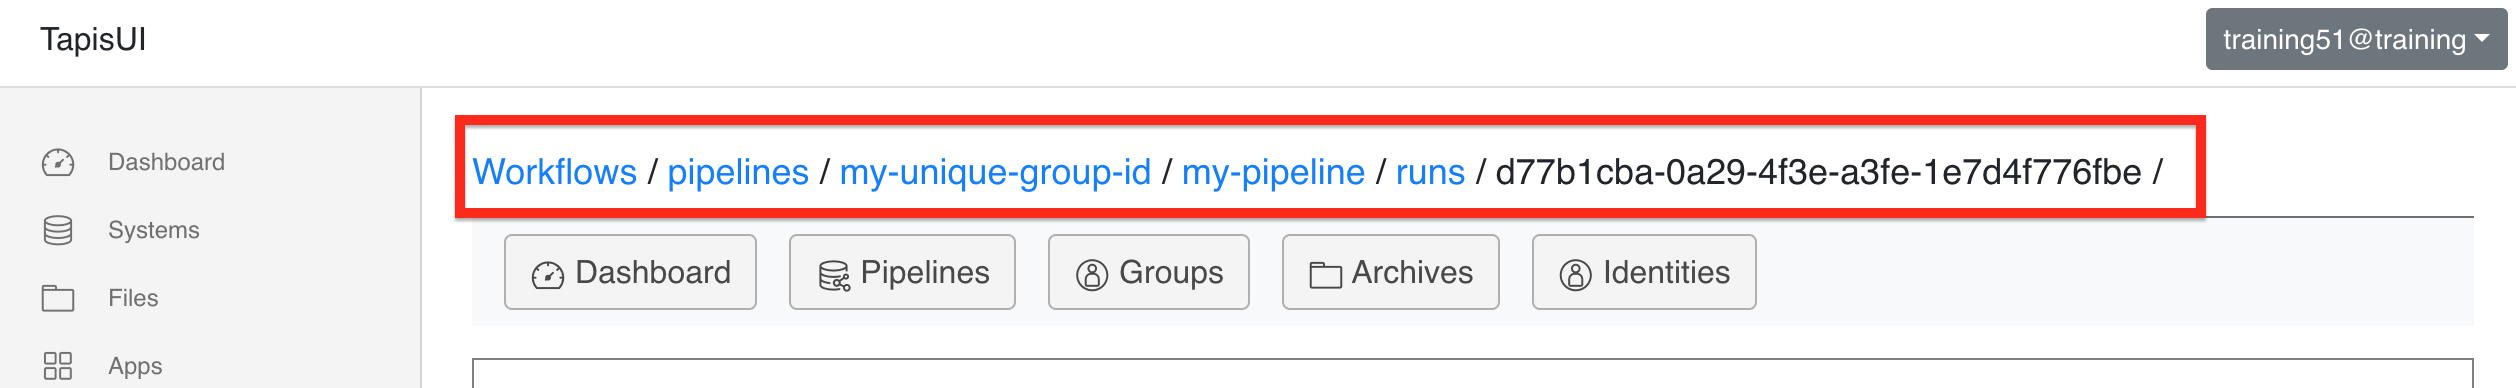 TapisUI
training51@training
Dashboard
Systems
Files
Apps
Workflows / pipelines / my-unique-group-id / my-pipeline / runs / d77b1cba-0a29-4f3e-a3fe-1e7d4f776fbe /
Dashboard Pipelines Groups Archives Identities